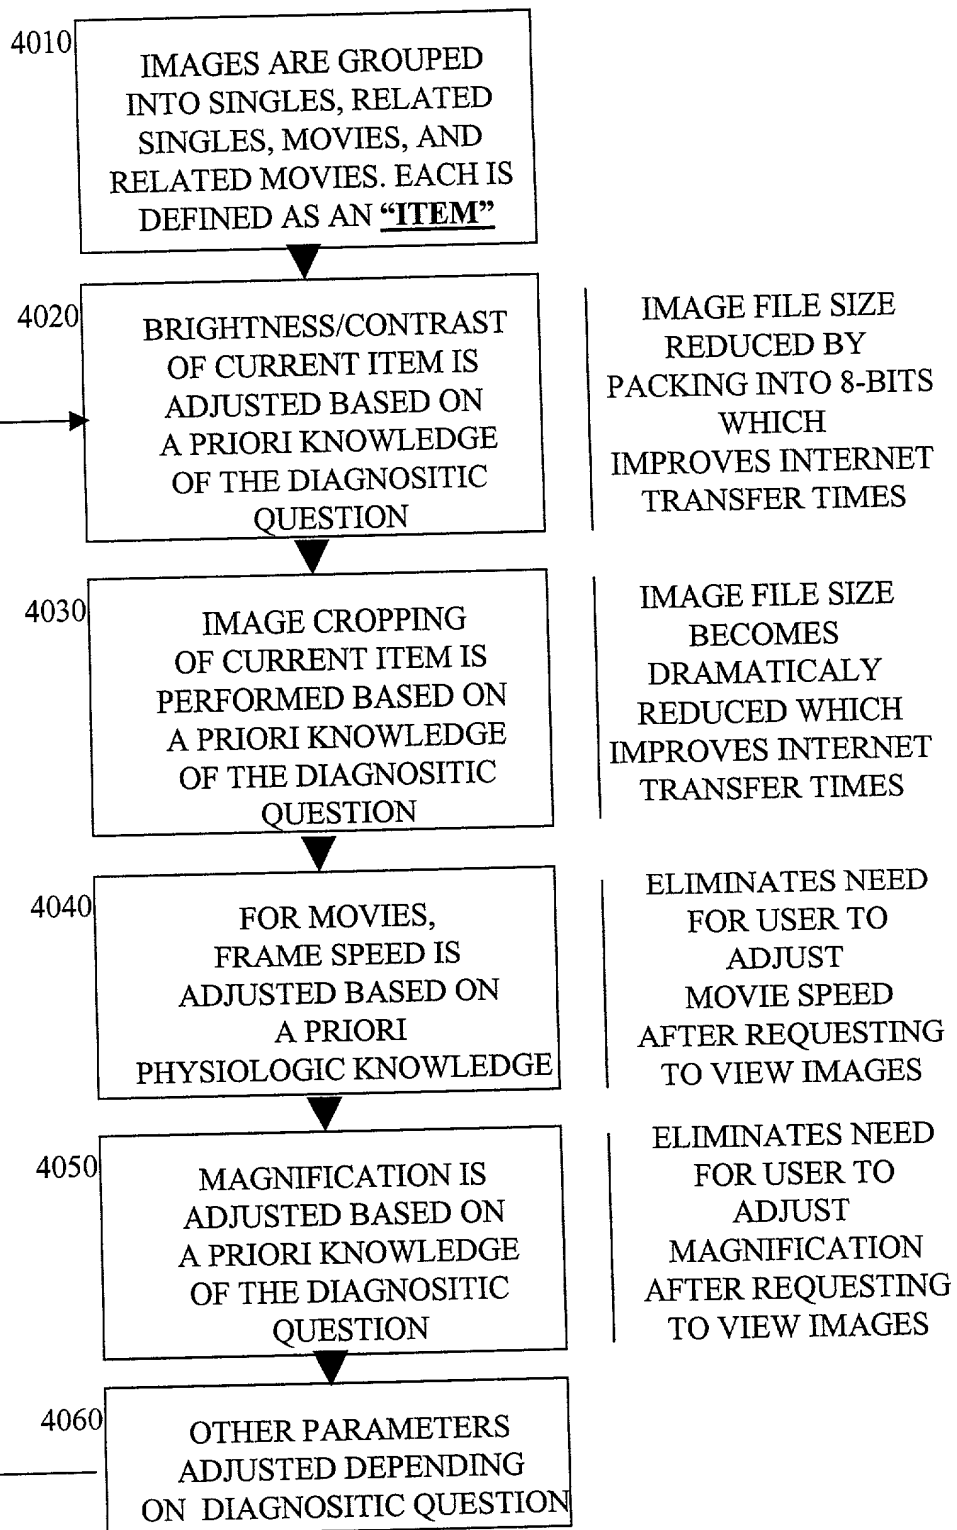 4010
IMAGES ARE GROUPED
INTO SINGLES, RELATED
SINGLES, MOVIES, AND
RELATED MOVIES. EACH IS
DEFINED AS AN “ITEM”
4020
BRIGHTNESS/CONTRAST
OF CURRENT ITEM IS
ADJUSTED BASED ON
A PRIORI KNOWLEDGE
OF THE DIAGNOSITIC
QUESTION
IMAGE FILE SIZE
REDUCED BY
PACKING INTO 8-BITS
WHICH
IMPROVES INTERNET
TRANSFER TIMES
4030
IMAGE CROPPING
OF CURRENT ITEM IS
PERFORMED BASED ON
A PRIORI KNOWLEDGE
OF THE DIAGNOSITIC
QUESTION
IMAGE FILE SIZE
BECOMES
DRAMATICALY
REDUCED WHICH
IMPROVES INTERNET
TRANSFER TIMES
4040
FOR MOVIES,
FRAME SPEED IS
ADJUSTED BASED ON
A PRIORI
PHYSIOLOGIC KNOWLEDGE
ELIMINATES NEED
FOR USER TO
ADJUST
MOVIE SPEED
AFTER REQUESTING
TO VIEW IMAGES
4050
MAGNIFICATION IS
ADJUSTED BASED ON
A PRIORI KNOWLEDGE
OF THE DIAGNOSITIC
QUESTION
ELIMINATES NEED
FOR USER TO
ADJUST
MAGNIFICATION
AFTER REQUESTING
TO VIEW IMAGES
4060
OTHER PARAMETERS
ADJUSTED DEPENDING
ON DIAGNOSITIC QUESTION